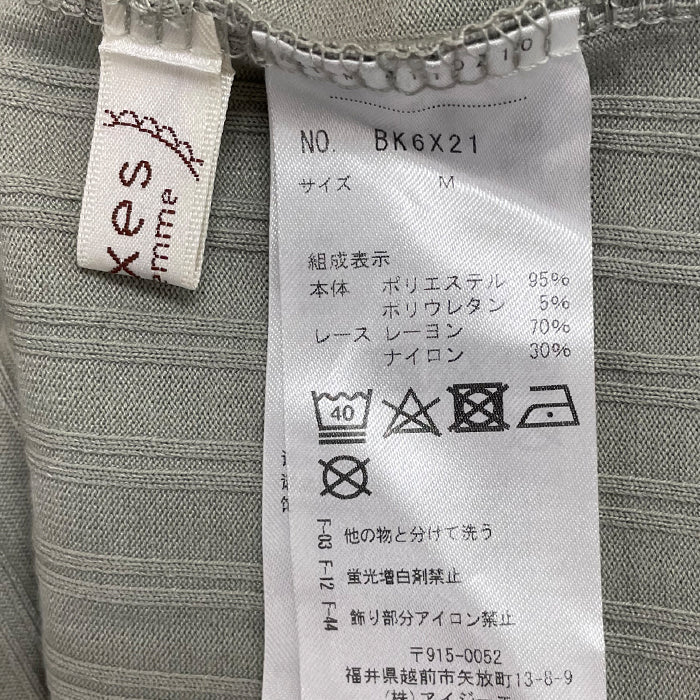 xes
femme
NO. BK6X21
サイズ M
組成表示
本体 ポリエステル 95%
ポリウレタン 5%
レース レーヨン 70%
ナイロン 30%
40
F-03 F-12 F-44
他の物と分けて洗う
蛍光増白剤禁止
飾り部分アイロン禁止
〒915-0052
福井県越前市矢放町13-8-9